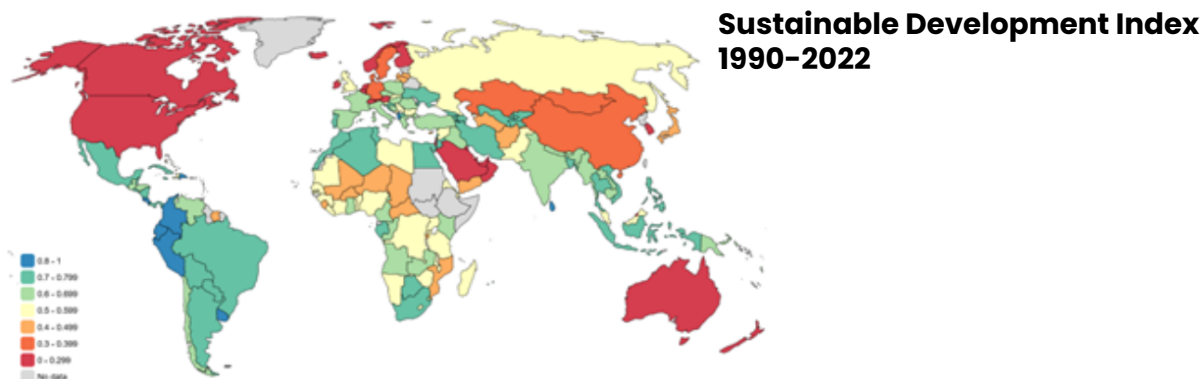 Sustainable Development Index
1990-2022
0.8 - 1
0.7 - 0.799
0.6 - 0.699
0.5 - 0.599
0.4 - 0.499
0.3 - 0.399
0 - 0.299
No data